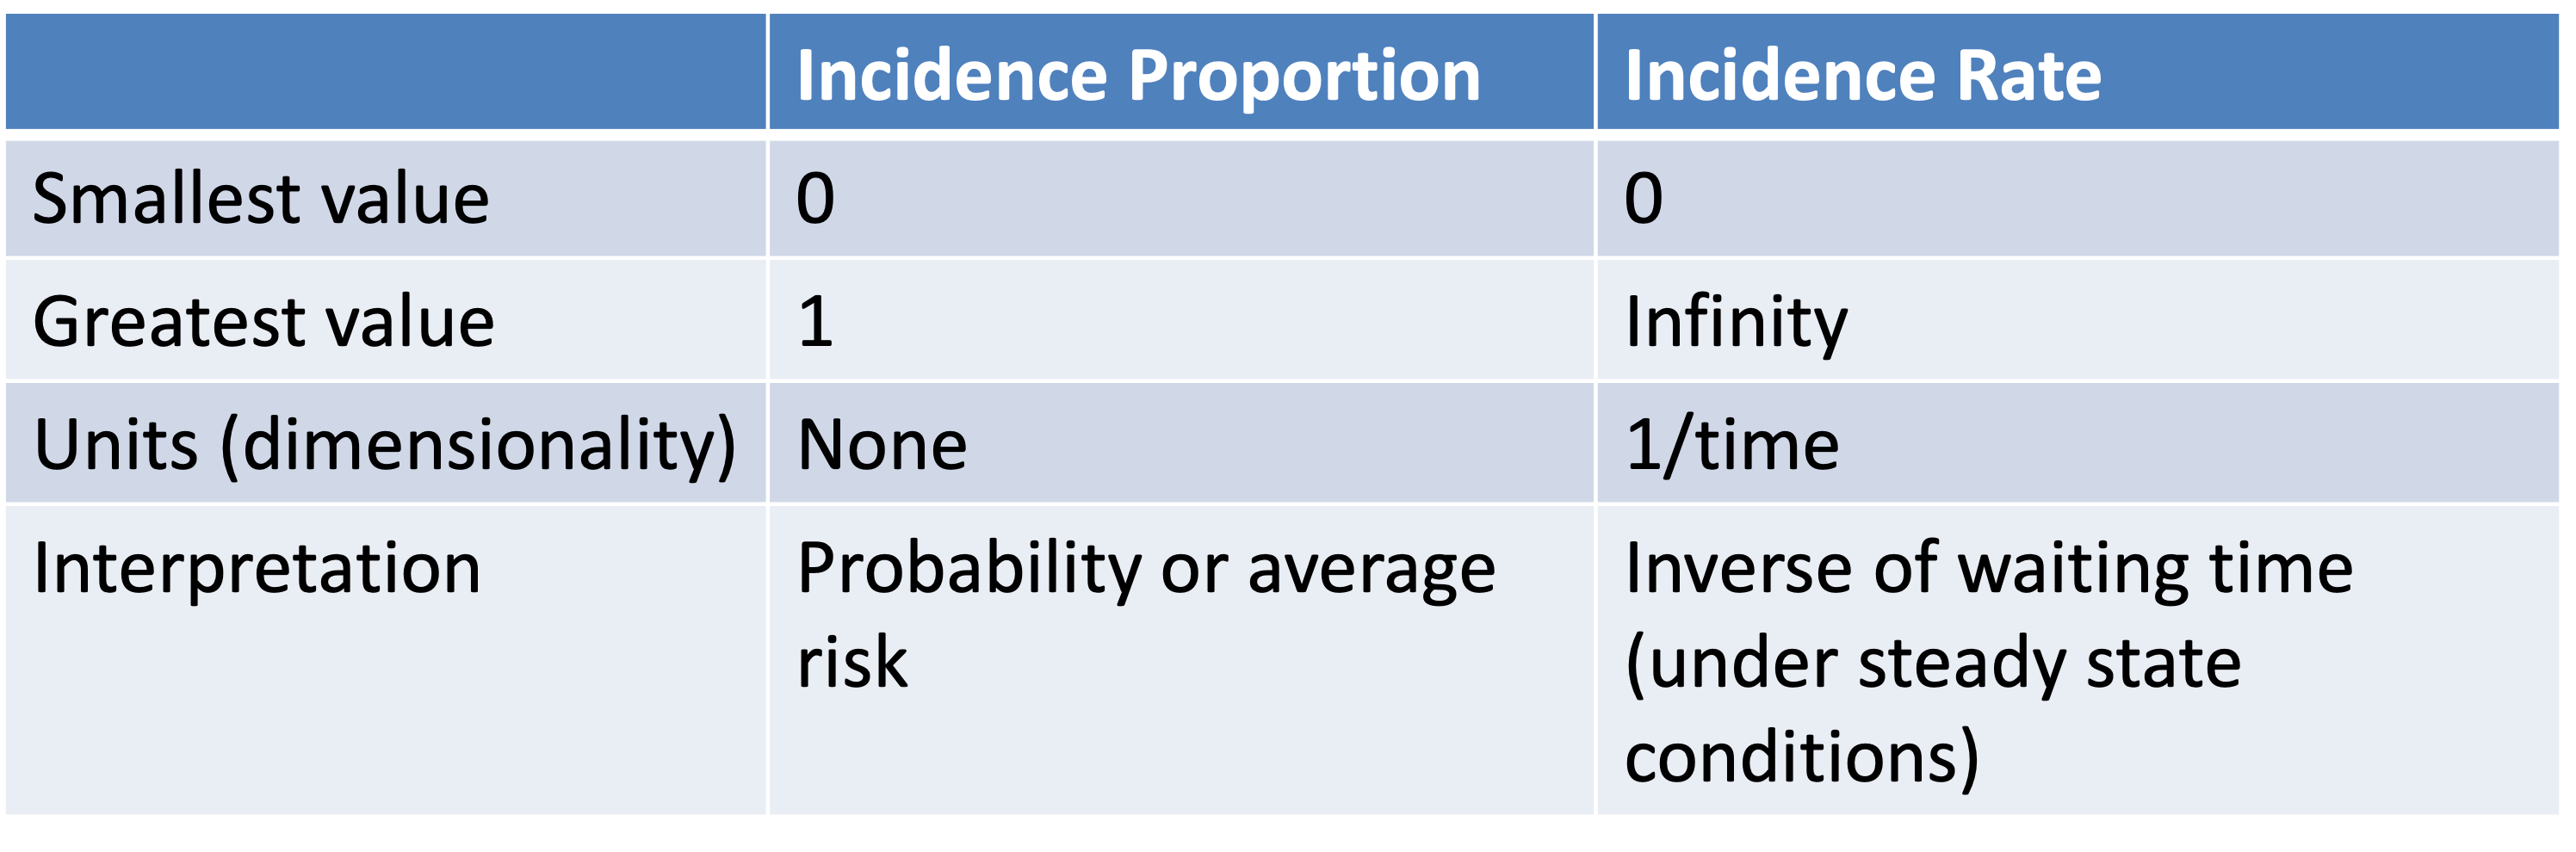 Incidence Proportion Incidence Rate
Smallest value 0 0
Greatest value 1 Infinity
Units (dimensionality) None 1/time
Interpretation Probability or average Inverse of waiting time
risk (under steady state
conditions)